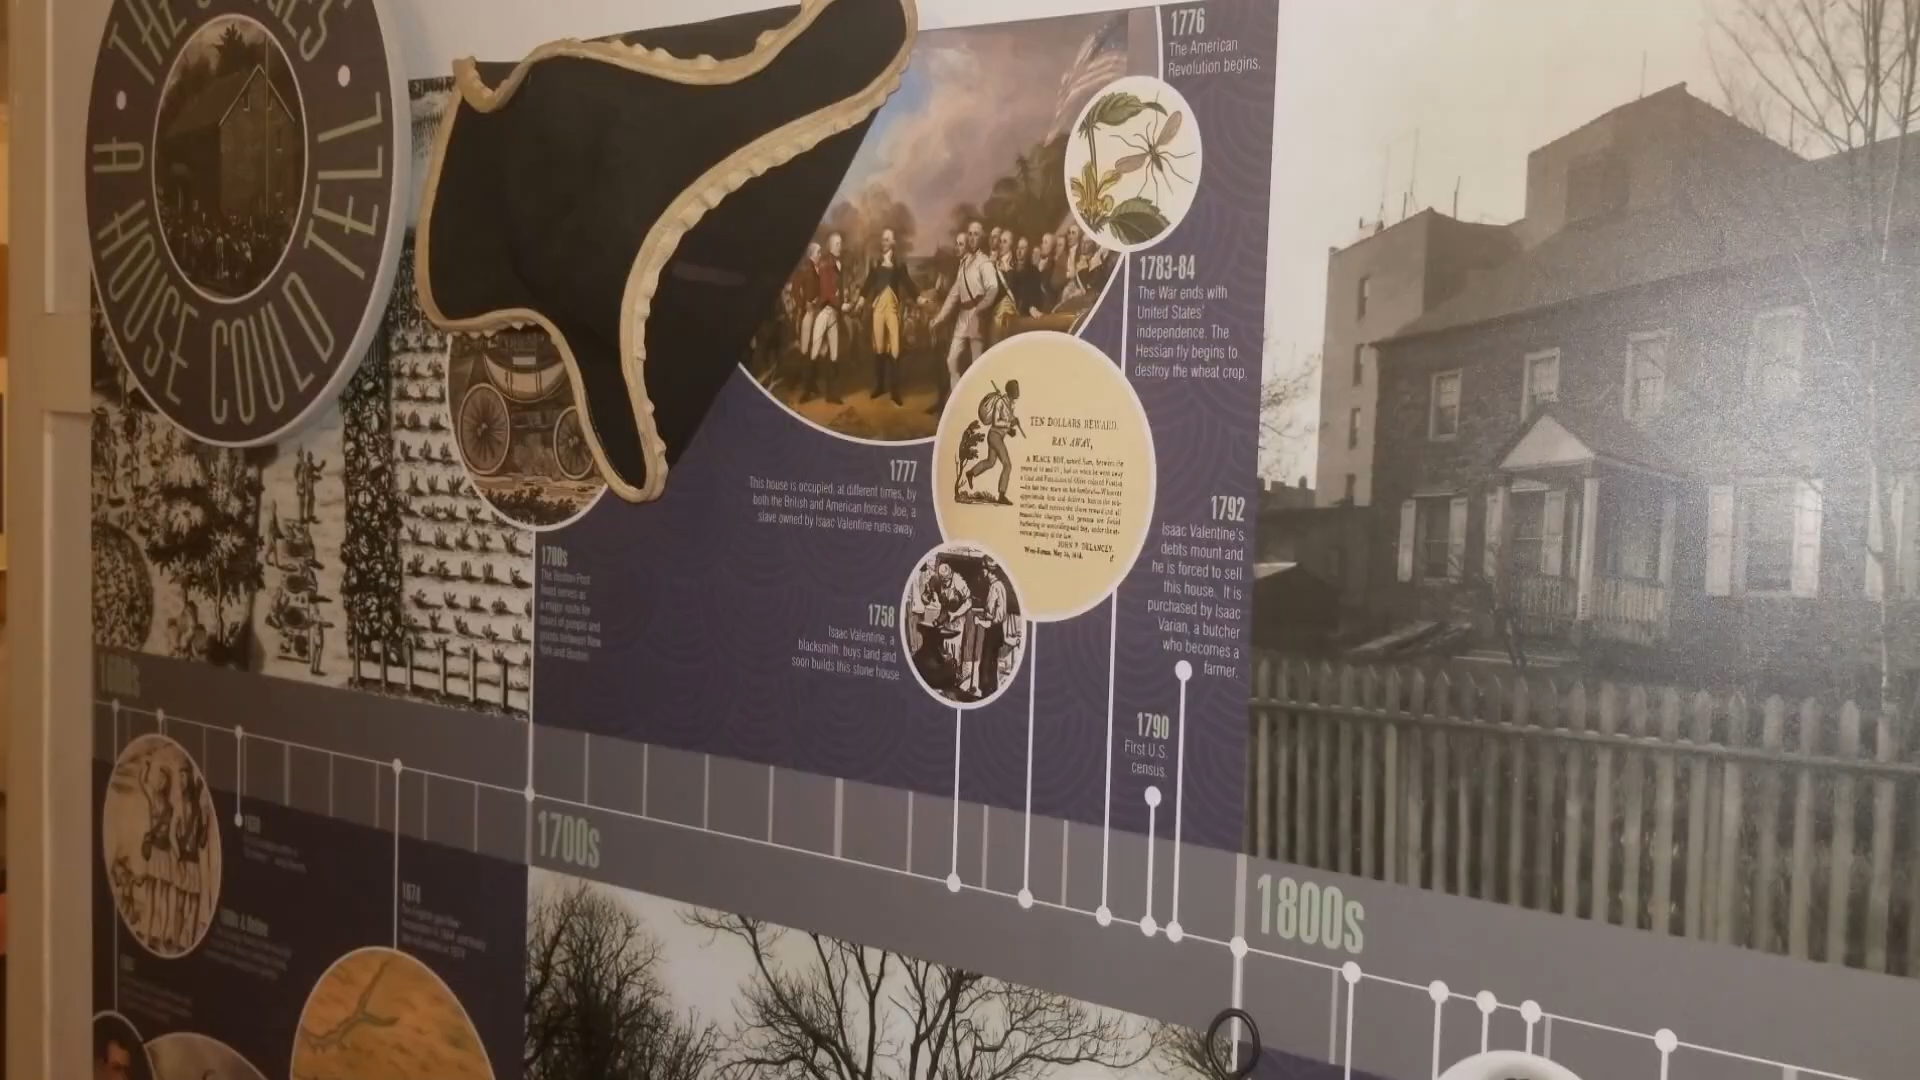 THE STORIES
A HOUSE COULD TELL
1776
The American
Revolution begins.
1783-84
The War ends with
United States'
independence. The
Hessian fly begins to
destroy the wheat crop.
TEN DOLLARS REWARD.
RAN AWAY,
A BLACK BOY, named
JOHN P. DELANCEY.
1777
This house is occupied, at different times, by
both the British and American forces. Joe, a
slave owned by Isaac Valentine runs away.
1792
Isaac Valentine's
debts mount and
he is forced to sell
this house. It is
purchased by Isaac
Varian, a butcher
who becomes a
farmer.
1700s
The Boston Post
Road serves as
a major route for
travel of people and
goods between New
York and Boston.
1758
Isaac Valentine, a
blacksmith, buys land and
soon builds this stone house
1790
First U.S.
census.
1600s
1700s
1800s
1674